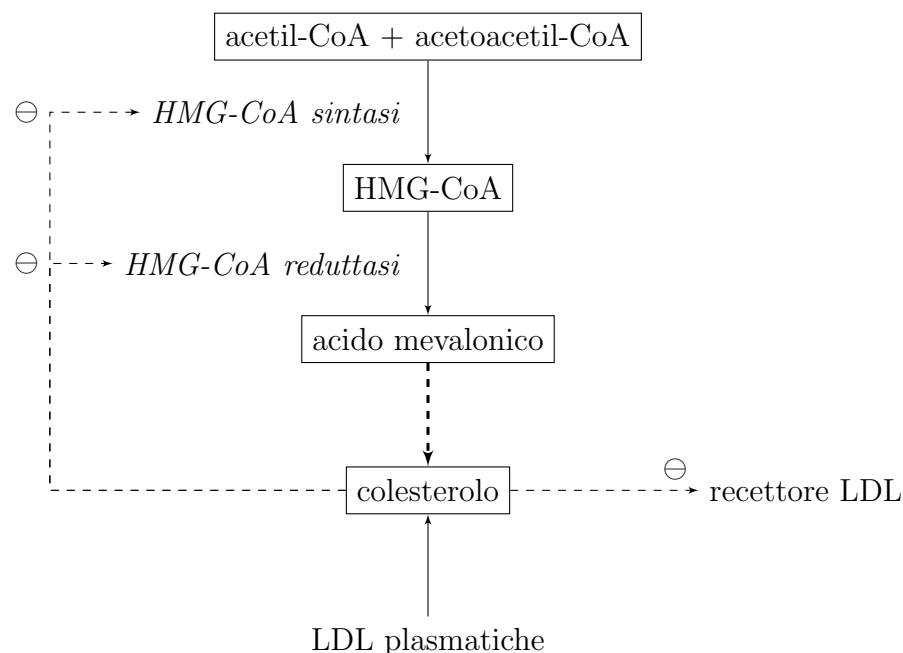 acetil-CoA + acetoacetil-CoA
⊖ HMG-CoA sintasi
HMG-CoA
⊖ HMG-CoA reduttasi
acido mevalonico
⊖
colesterolo
recettore LDL
LDL plasmatiche